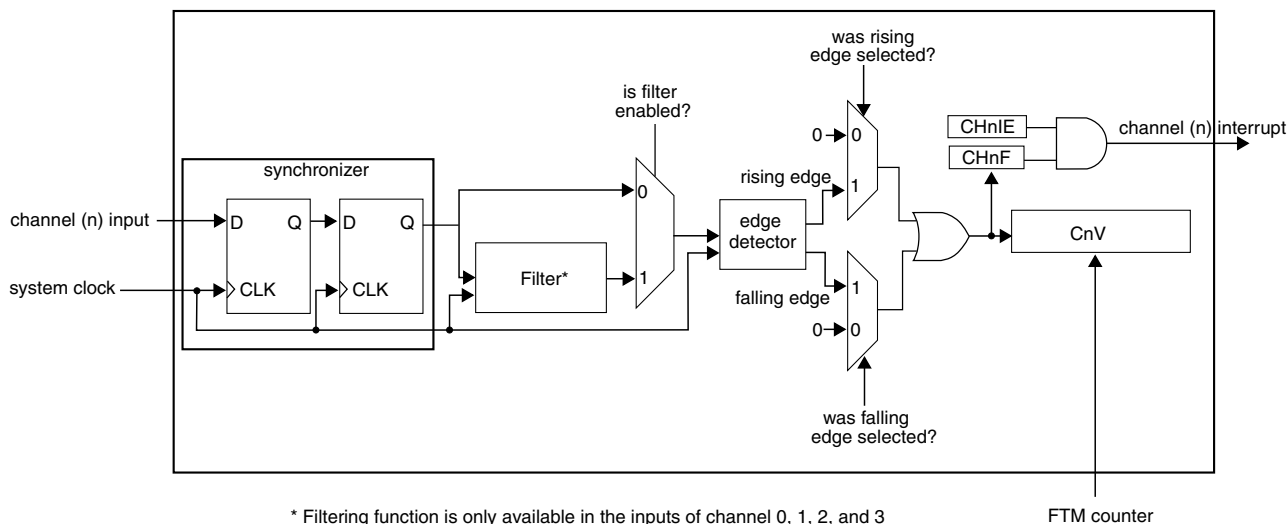 was rising
edge selected?
is filter
enabled?
0
0
CHnIE
channel (n) interrupt
CHnF
synchronizer
rising edge
1
0
channel (n) input
D
Q
D
Q
edge
detector
CnV
Filter*
1
system clock
CLK
CLK
falling edge
1
0
0
was falling
edge selected?
* Filtering function is only available in the inputs of channel 0, 1, 2, and 3
FTM counter